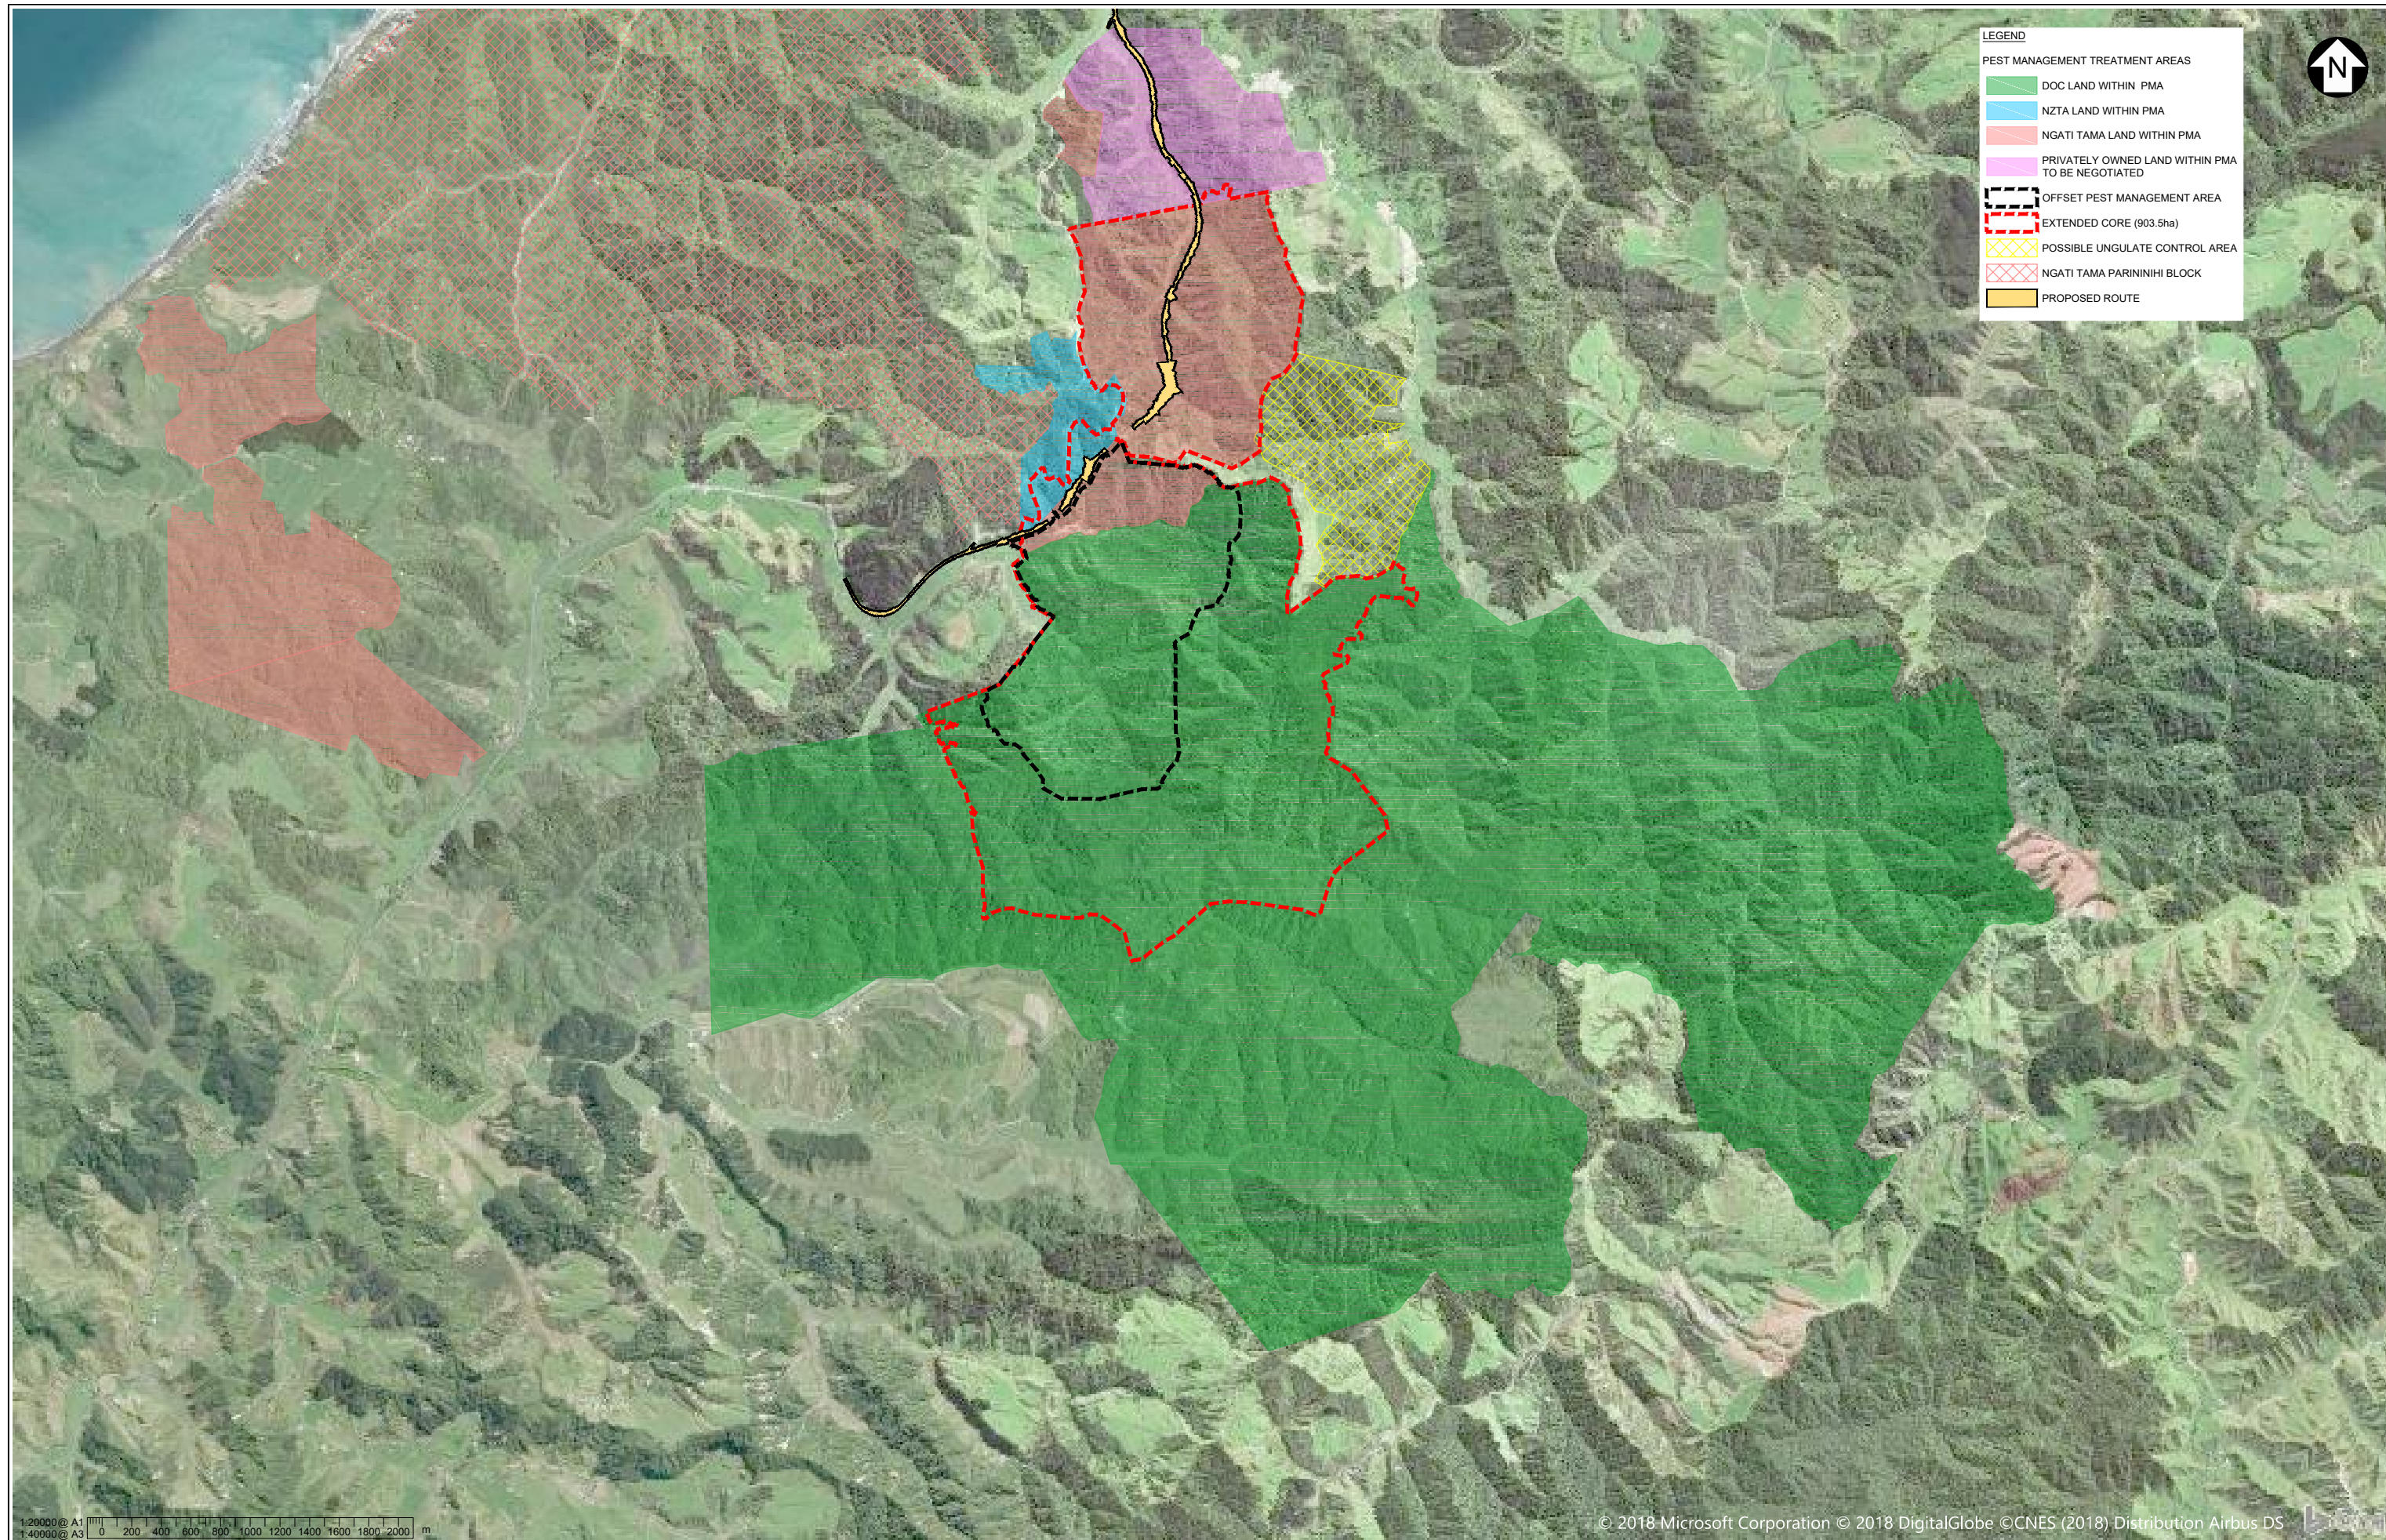 LEGEND
PEST MANAGEMENT TREATMENT AREAS
DOC LAND WITHIN PMA
NZTA LAND WITHIN PMA
NGATI TAMA LAND WITHIN PMA
PRIVATELY OWNED LAND WITHIN PMA
TO BE NEGOTIATED
OFFSET PEST MANAGEMENT AREA
EXTENDED CORE (903.5ha)
POSSIBLE UNGULATE CONTROL AREA
NGATI TAMA PARININIHI BLOCK
PROPOSED ROUTE
N
1:20000@ A1
1:40000@ A3
0 200 400 600 800 1000 1200 1400 1600 1800 2000 m
© 2018 Microsoft Corporation © 2018 DigitalGlobe ©CNES (2018) Distribution Airbus DS